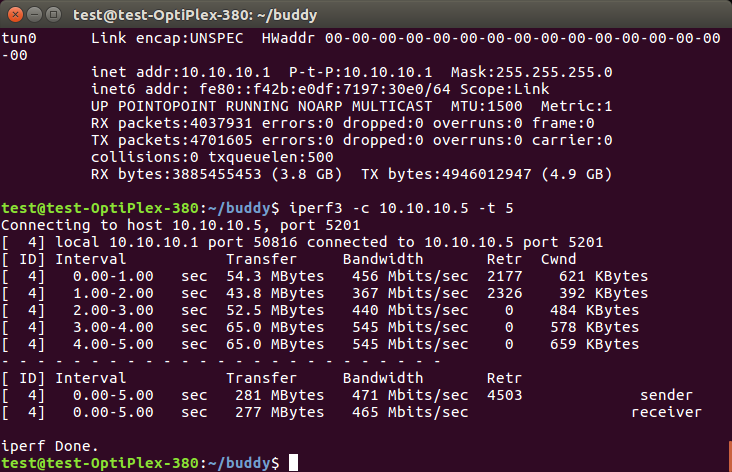 test@test-OptiPlex-380: ~/buddy
tun0      Link encap:UNSPEC  HWaddr 00-00-00-00-00-00-00-00-00-00-00-00-00-00-00
-00
          inet addr:10.10.10.1  P-t-P:10.10.10.1  Mask:255.255.255.0
          inet6 addr: fe80::f42b:e0df:7197:30e0/64 Scope:Link
          UP POINTOPOINT RUNNING NOARP MULTICAST  MTU:1500  Metric:1
          RX packets:4037931 errors:0 dropped:0 overruns:0 frame:0
          TX packets:4701605 errors:0 dropped:0 overruns:0 carrier:0
          collisions:0 txqueuelen:500
          RX bytes:3885455453 (3.8 GB)  TX bytes:4946012947 (4.9 GB)
test@test-OptiPlex-380:~/buddy$ iperf3 -c 10.10.10.5 -t 5
Connecting to host 10.10.10.5, port 5201
[  4] local 10.10.10.1 port 50816 connected to 10.10.10.5 port 5201
[ ID] Interval           Transfer     Bandwidth       Retr  Cwnd
[  4]   0.00-1.00   sec  54.3 MBytes   456 Mbits/sec  2177    621 KBytes
[  4]   1.00-2.00   sec  43.8 MBytes   367 Mbits/sec  2326    392 KBytes
[  4]   2.00-3.00   sec  52.5 MBytes   440 Mbits/sec    0    484 KBytes
[  4]   3.00-4.00   sec  65.0 MBytes   545 Mbits/sec    0    578 KBytes
[  4]   4.00-5.00   sec  65.0 MBytes   545 Mbits/sec    0    659 KBytes
- - - - - - - - - - - - - - - - - - - - - - - - -
[ ID] Interval           Transfer     Bandwidth       Retr
[  4]   0.00-5.00   sec   281 MBytes   471 Mbits/sec  4503             sender
[  4]   0.00-5.00   sec   277 MBytes   465 Mbits/sec                  receiver
iperf Done.
test@test-OptiPlex-380:~/buddy$